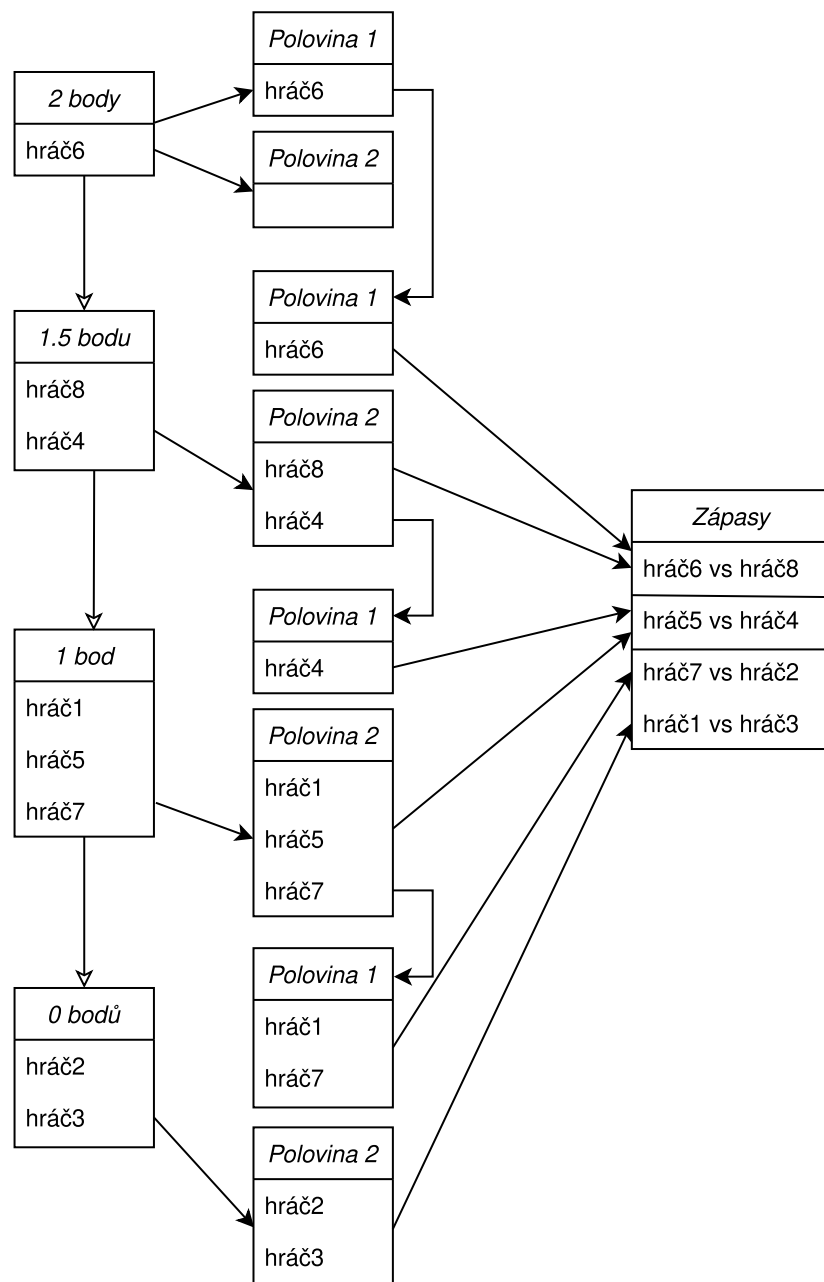 Polovina 1
hráč6
2 body
hráč6
Polovina 2
Polovina 1
hráč6
1.5 bodu
hráč8
hráč4
Polovina 2
hráč8
hráč4
Polovina 1
hráč4
Zápasy
hráč6 vs hráč8
hráč5 vs hráč4
hráč7 vs hráč2
hráč1 vs hráč3
1 bod
hráč1
hráč5
hráč7
Polovina 2
hráč1
hráč5
hráč7
Polovina 1
hráč1
hráč7
0 bodů
hráč2
hráč3
Polovina 2
hráč2
hráč3